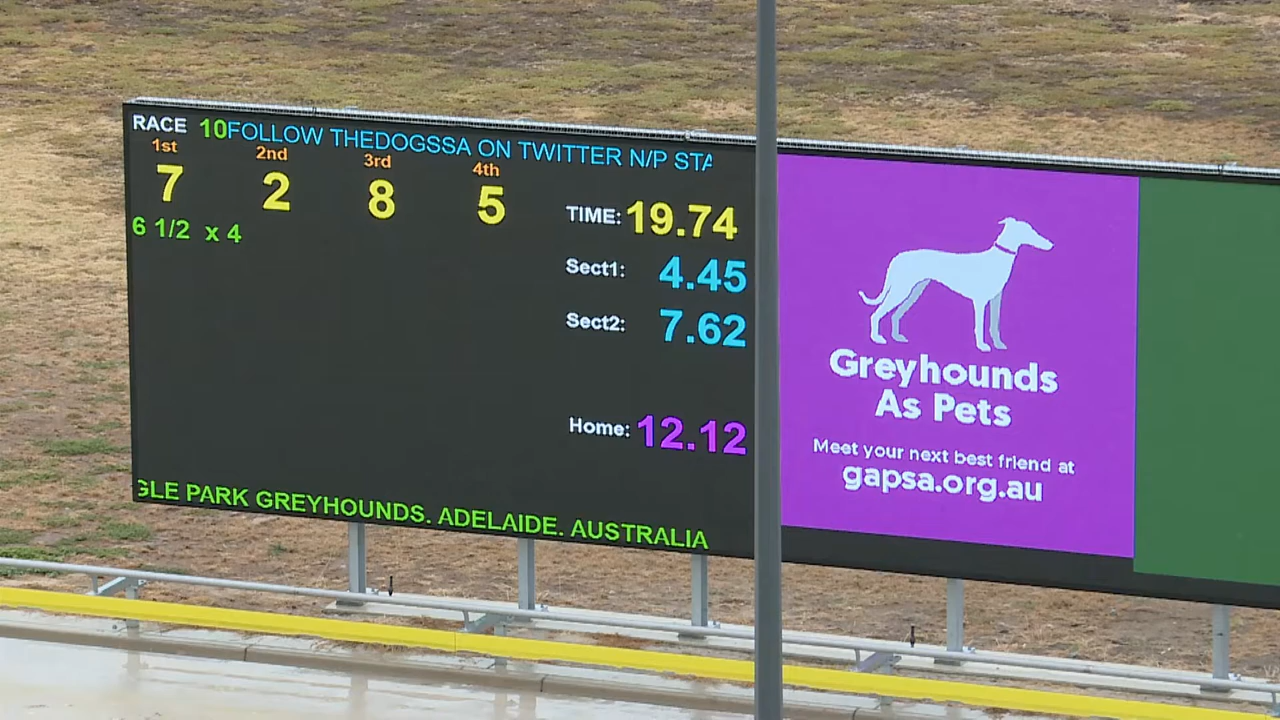 RACE 10FOLLOW THEDOGSSA ON TWITTER N/P STA
1st 2nd 3rd 4th
7 2 8 5
6 1/2 x 4
TIME: 19.74
Sect1: 4.45
Sect2: 7.62
Home: 12.12
GLE PARK GREYHOUNDS. ADELAIDE. AUSTRALIA
Greyhounds
As Pets
Meet your next best friend at
gapsa.org.au